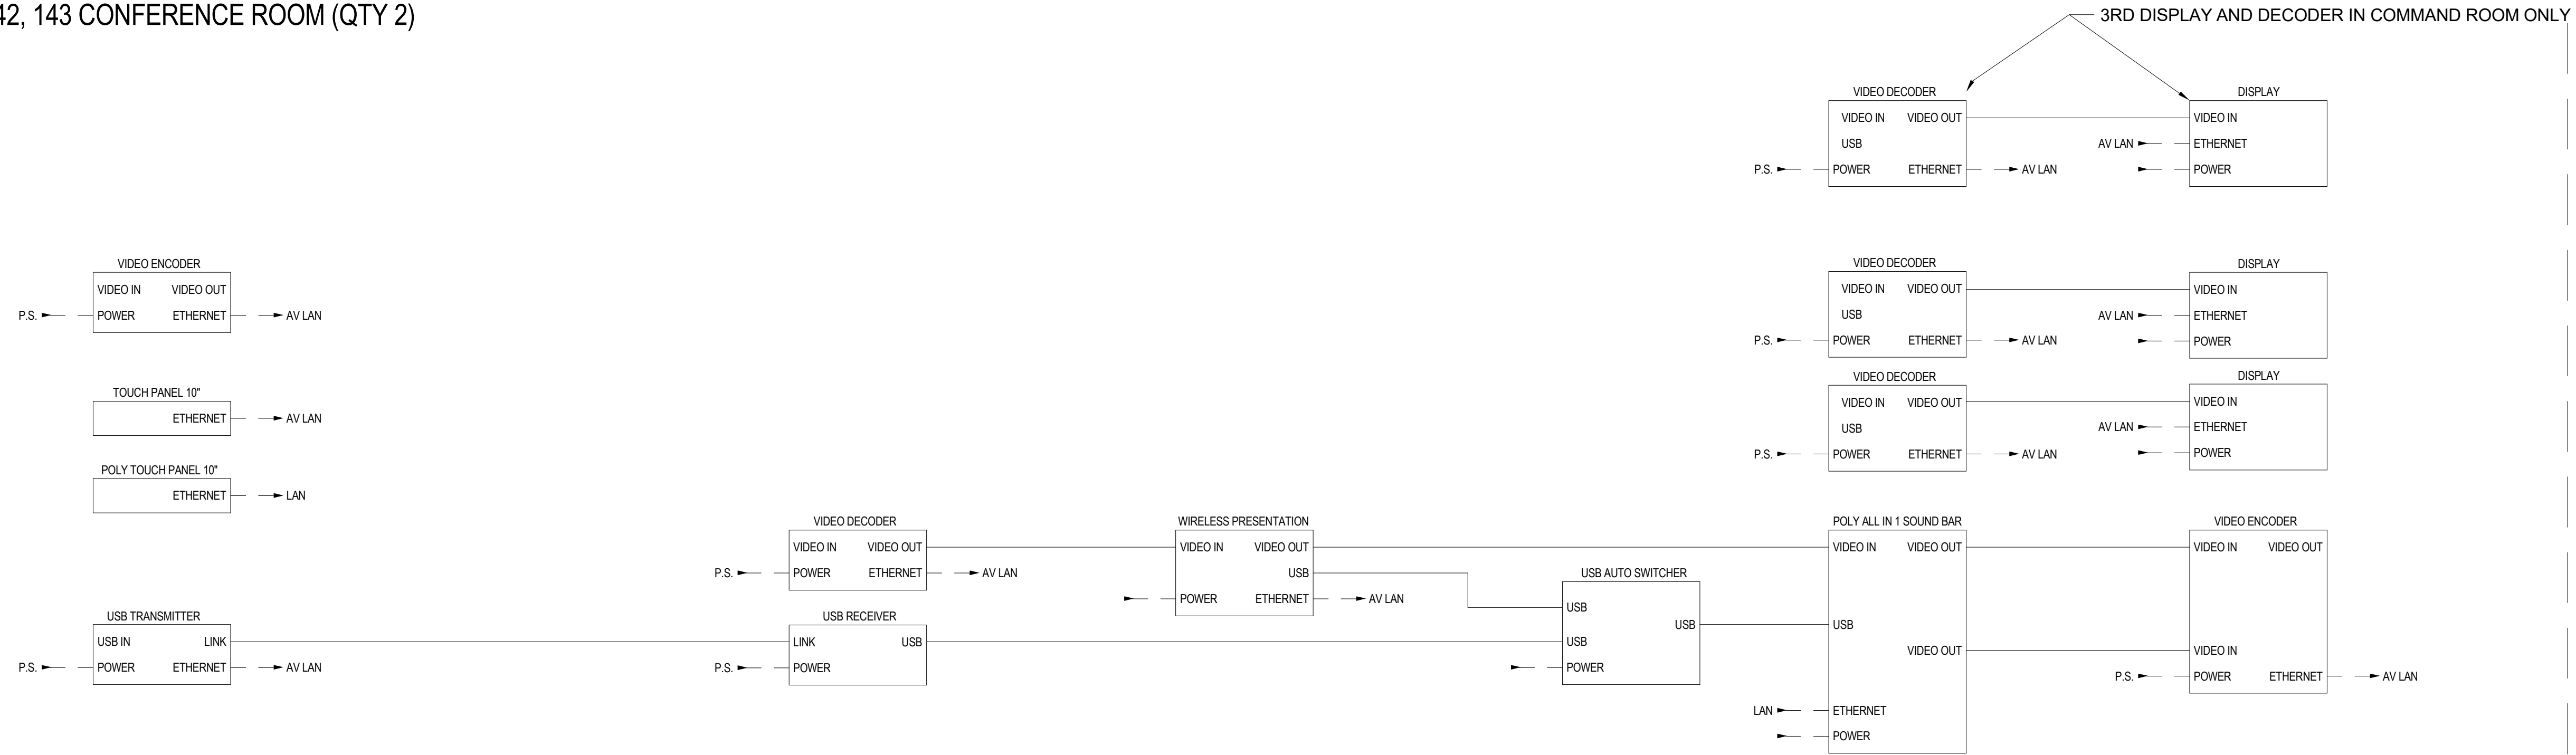 42, 143 CONFERENCE ROOM (QTY 2)
3RD DISPLAY AND DECODER IN COMMAND ROOM ONLY
VIDEO DECODER
VIDEO IN VIDEO OUT
USB
P.S. POWER ETHERNET AV LAN
DISPLAY
VIDEO IN
AV LAN ETHERNET
POWER
VIDEO ENCODER
VIDEO IN VIDEO OUT
P.S. POWER ETHERNET AV LAN
VIDEO DECODER
VIDEO IN VIDEO OUT
USB
P.S. POWER ETHERNET AV LAN
DISPLAY
VIDEO IN
AV LAN ETHERNET
POWER
TOUCH PANEL 10"
ETHERNET AV LAN
VIDEO DECODER
VIDEO IN VIDEO OUT
USB
P.S. POWER ETHERNET AV LAN
DISPLAY
VIDEO IN
AV LAN ETHERNET
POWER
POLY TOUCH PANEL 10"
ETHERNET LAN
VIDEO DECODER
VIDEO IN VIDEO OUT
P.S. POWER ETHERNET AV LAN
WIRELESS PRESENTATION
VIDEO IN VIDEO OUT
USB
POWER ETHERNET AV LAN
USB TRANSMITTER
USB IN LINK
P.S. POWER ETHERNET AV LAN
USB RECEIVER
LINK USB
P.S. POWER
USB AUTO SWITCHER
USB
USB
USB
POWER
POLY ALL IN 1 SOUND BAR
VIDEO IN VIDEO OUT
USB
VIDEO OUT
LAN ETHERNET
POWER
VIDEO ENCODER
VIDEO IN VIDEO OUT
VIDEO IN
P.S. POWER ETHERNET AV LAN